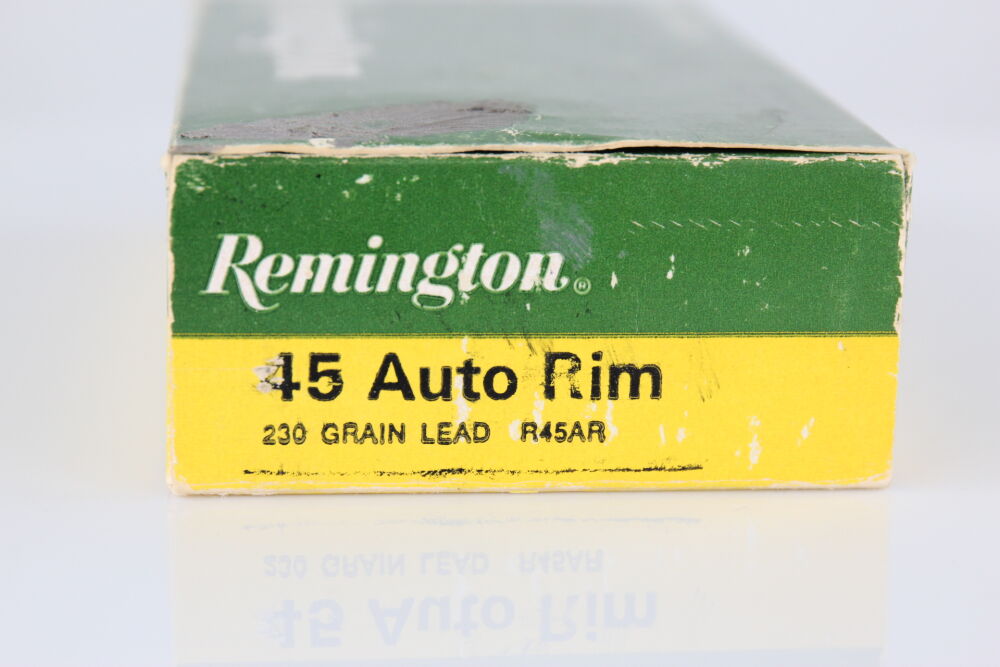 Remington®
45 Auto Rim
230 GRAIN LEAD R45AR